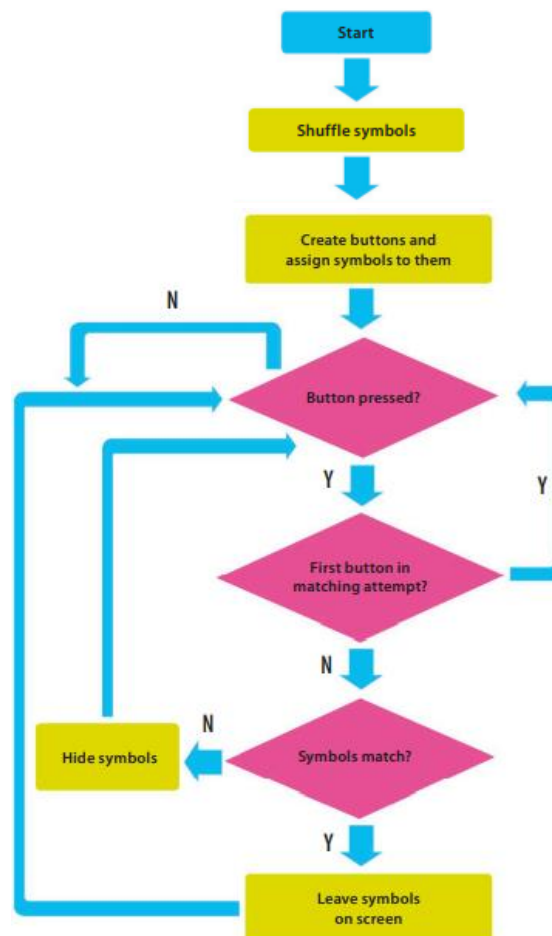 Start
Shuffle symbols
Create buttons and
assign symbols to them
N
Button pressed?
Y
Y
First button in
matching attempt?
N
N
Hide symbols
Symbols match?
Y
Leave symbols
on screen